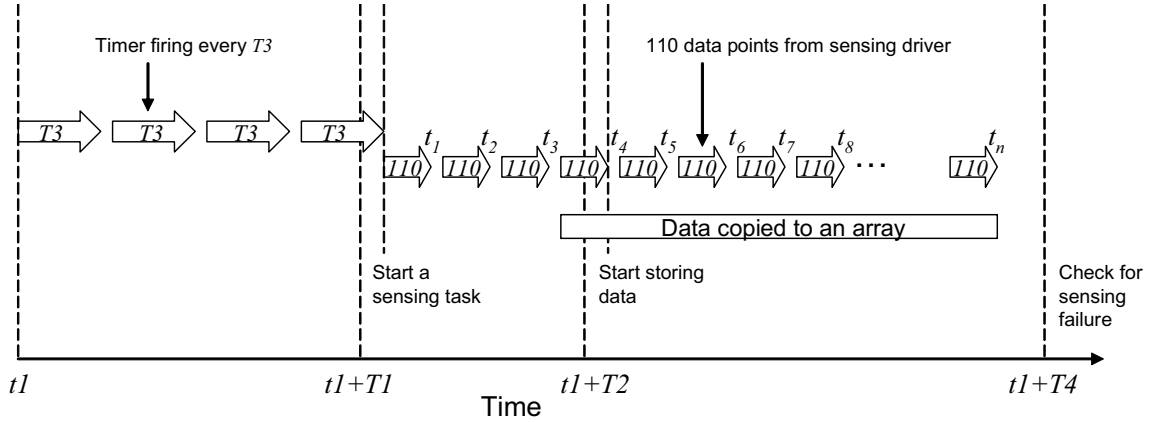 Timer firing every T3
110 data points from sensing driver
T3 T3 T3 T3
t1 t2 t3 t4 t5 t6 t7 t8 tn
110 110 110 110 110 110 110 110 ... 110
Data copied to an array
Start a
sensing task
Start storing
data
Check for
sensing
failure
t1 t1+T1 t1+T2 t1+T4
Time